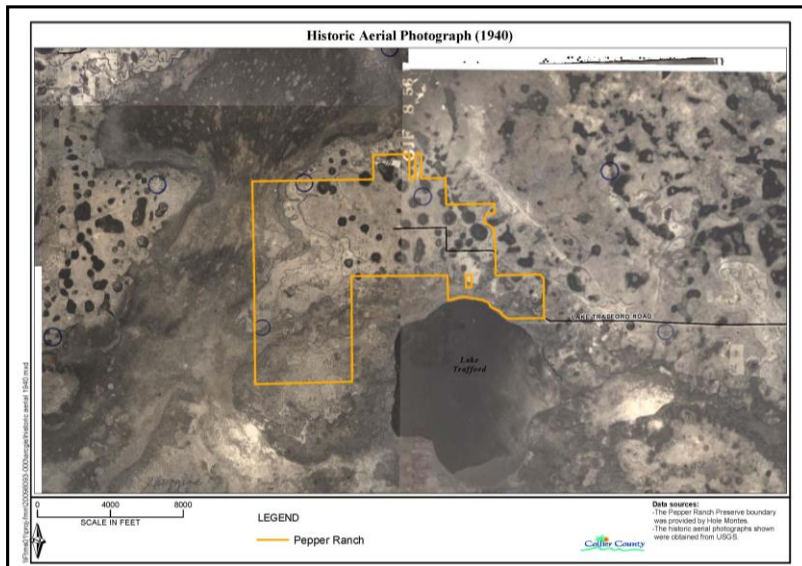 Historic Aerial Photograph (1940)
LAKE TRAFFORD ROAD
Lake
Trafford
0 4000 8000
SCALE IN FEET
LEGEND
Pepper Ranch
Collier County
Data sources:
-The Pepper Ranch Preserve boundary
was provided by Hole Montes.
-The historic aerial photographs shown
were obtained from USGS.